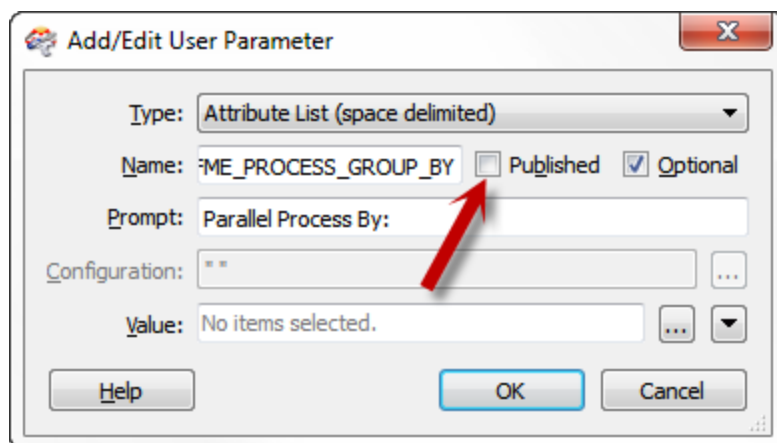 Add/Edit User Parameter
Type: Attribute List (space delimited)
Name: FME_PROCESS_GROUP_BY Published Optional
Prompt: Parallel Process By:
Configuration: " " ...
Value: No items selected. ...
Help OK Cancel